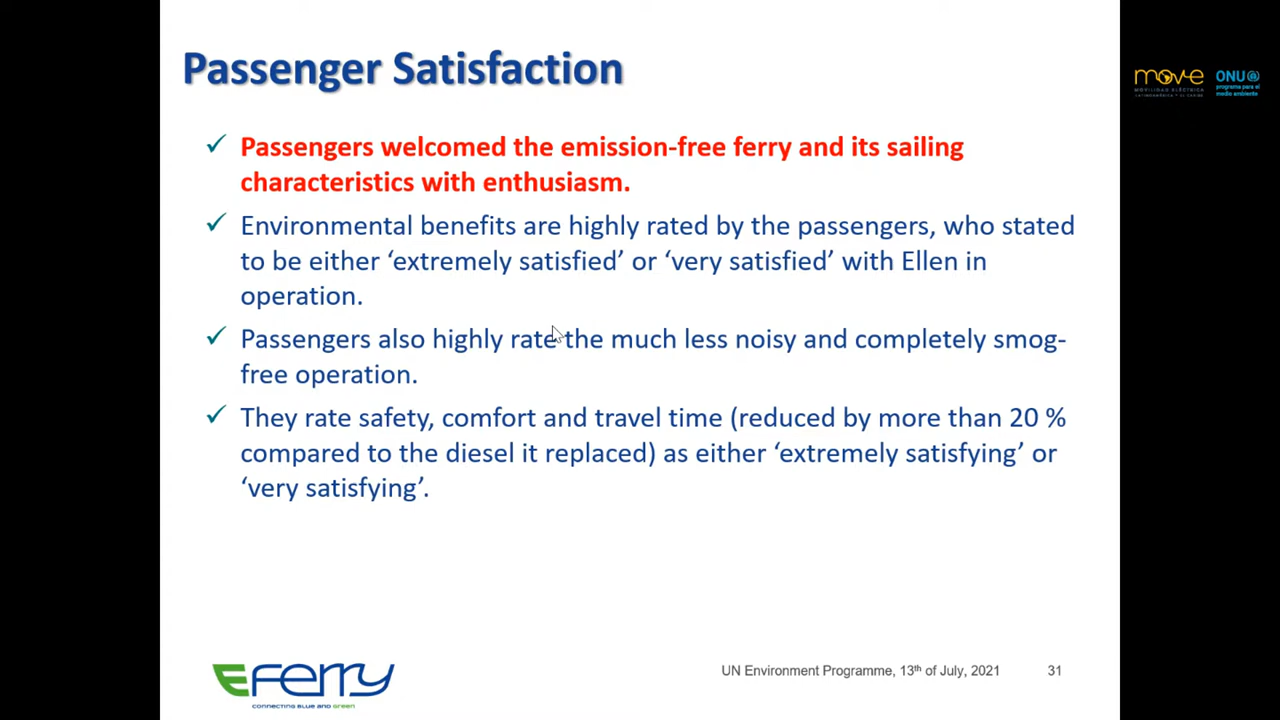 Passenger Satisfaction
move
MOVILIDAD ELÉCTRICA
LATINOAMÉRICA Y EL CARIBE
ONU
programa para el
medio ambiente
✓ Passengers welcomed the emission-free ferry and its sailing
characteristics with enthusiasm.
✓ Environmental benefits are highly rated by the passengers, who stated
to be either ‘extremely satisfied’ or ‘very satisfied’ with Ellen in
operation.
✓ Passengers also highly rate the much less noisy and completely smog-
free operation.
✓ They rate safety, comfort and travel time (reduced by more than 20 %
compared to the diesel it replaced) as either ‘extremely satisfying’ or
‘very satisfying’.
EFerry
CONNECTING BLUE AND GREEN
UN Environment Programme, 13th of July, 2021
31